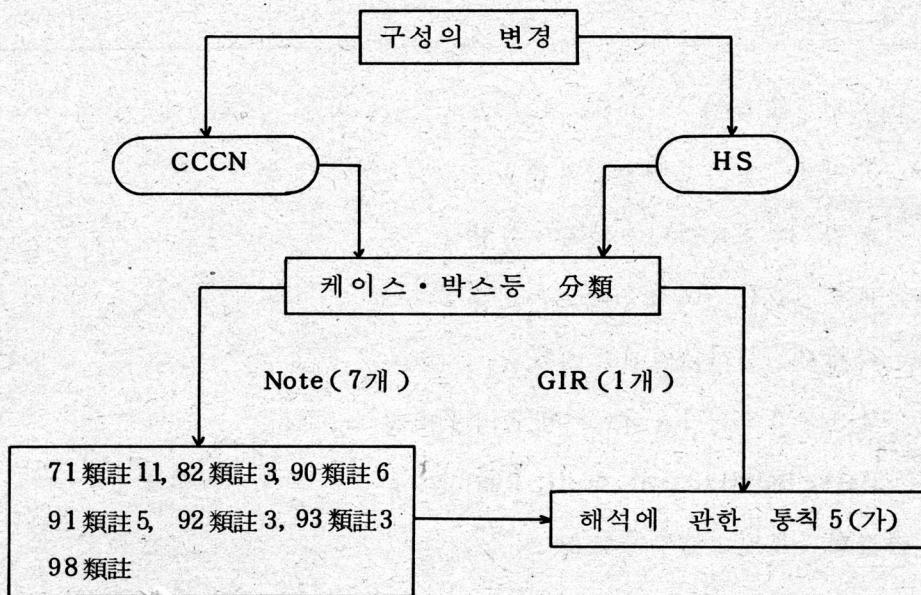 구성의 변경
CCCN
HS
케이스·박스등 分類
Note(7개)
GIR(1개)
71類註11, 82類註3, 90類註6
91類註5, 92類註3, 93類註3
98類註
해석에 관한 통칙5(가)